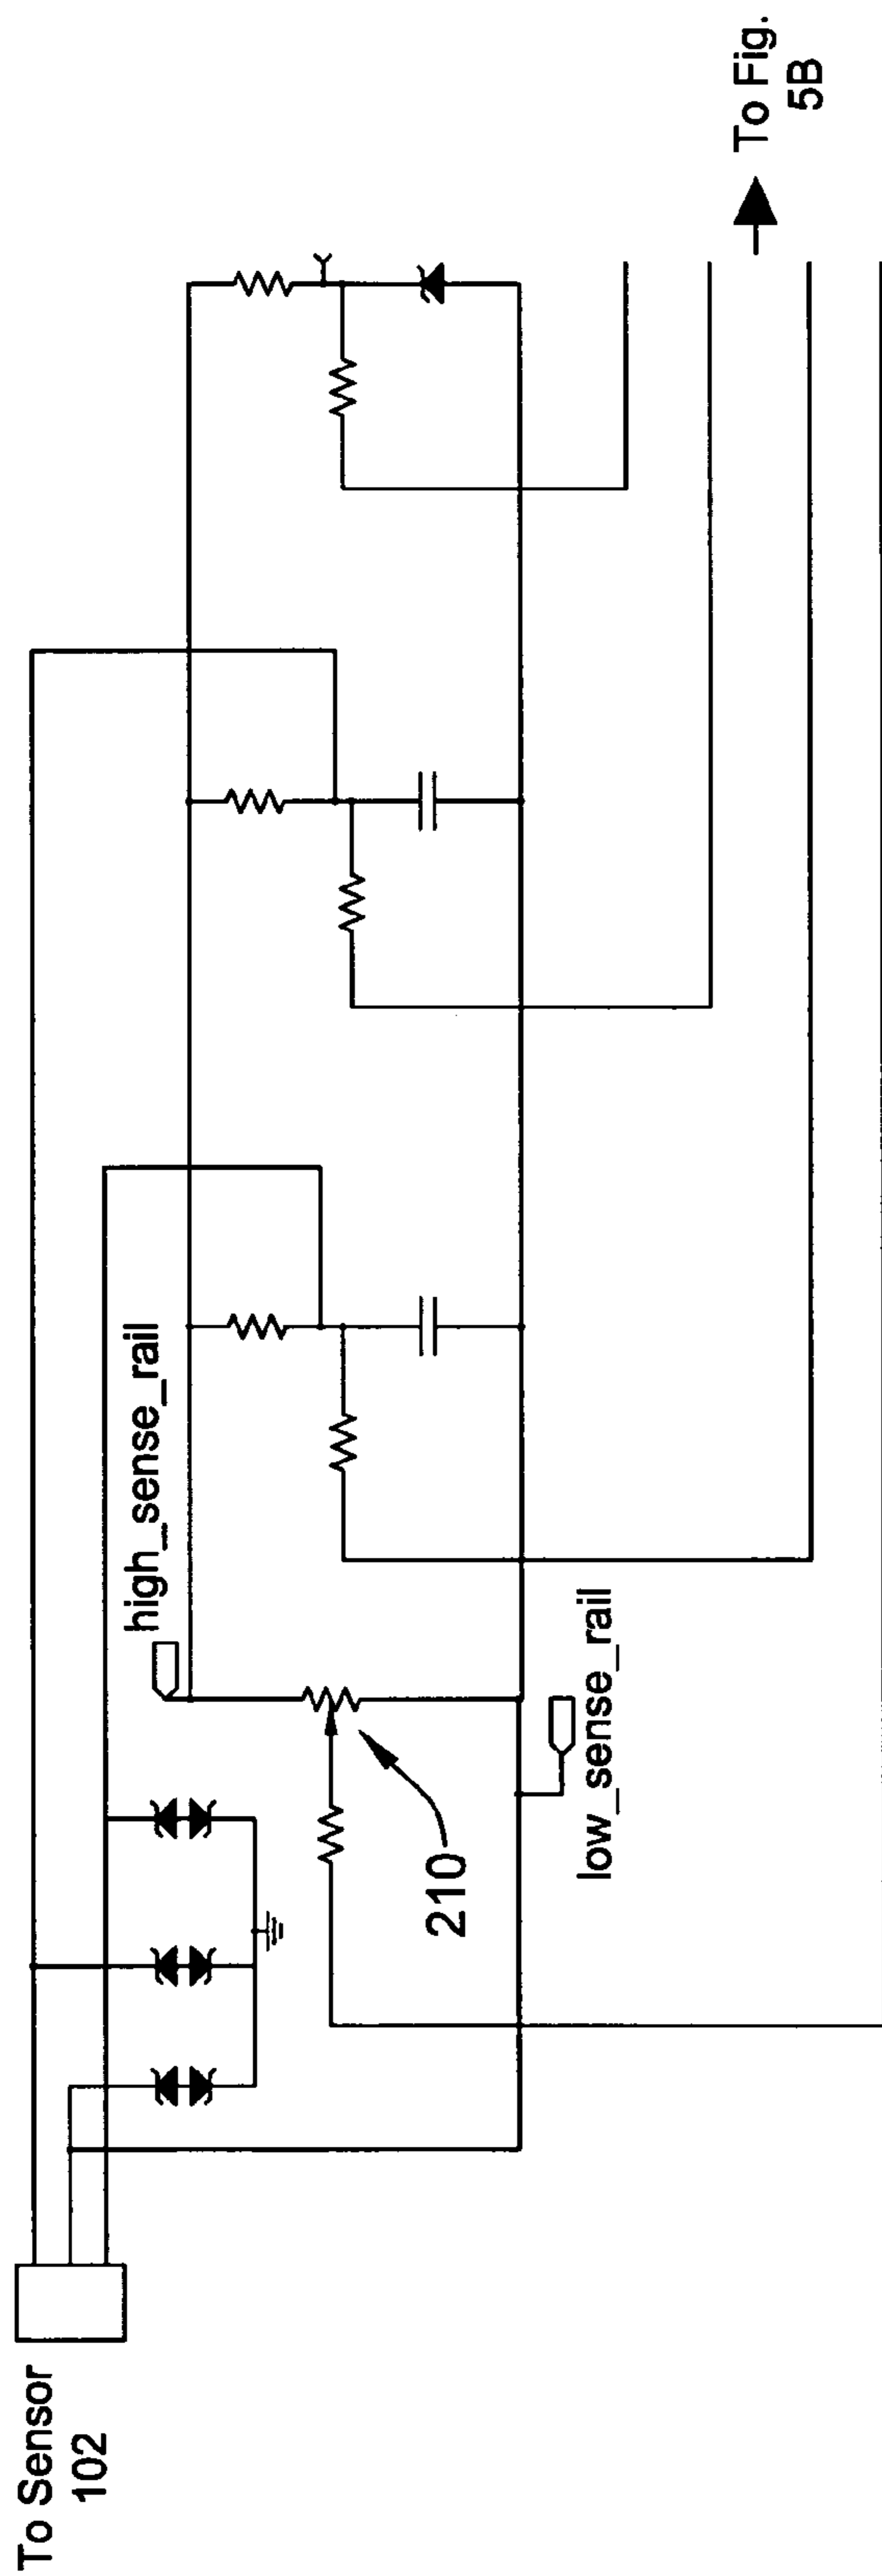 To Sensor
102
210
high_sense_rail
low_sense_rail
To Fig.
5B